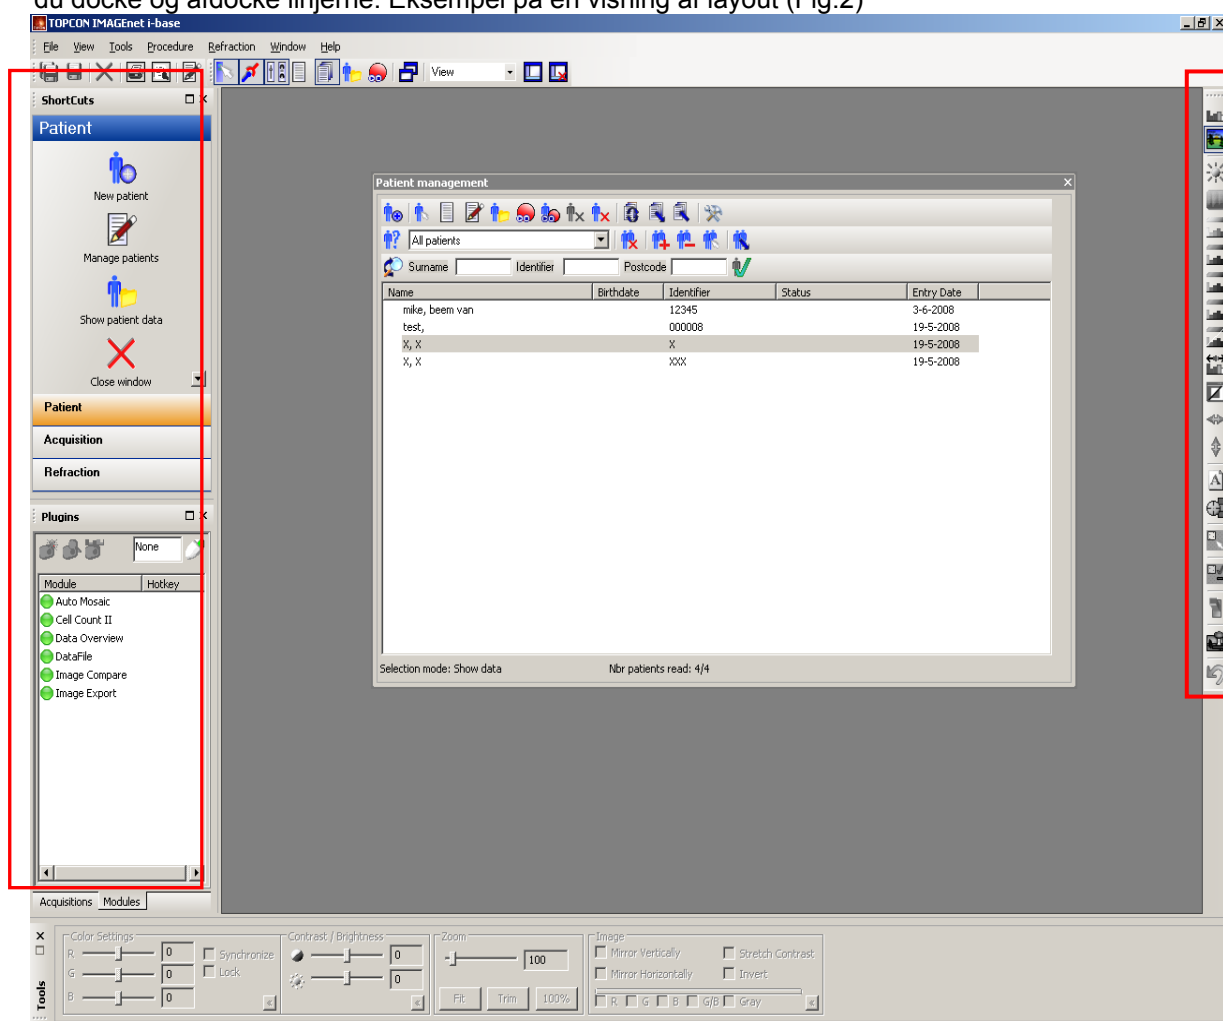 du docke og afdocke linjerne. Eksempel på en visning af layout (Fig.2)
TOPCON IMAGEnet i-base
File View Tools Procedure Refraction Window Help
View
ShortCuts
Patient
New patient
Manage patients
Show patient data
Close window
Patient
Acquisition
Refraction
Plugins
None
Module Hotkey
Auto Mosaic
Cell Count II
Data Overview
DataFile
Image Compare
Image Export
Acquisitions Modules
Patient management
All patients
Surname Identifier Postcode
Name Birthdate Identifier Status Entry Date
mike, beem van 12345 3-6-2008
test, 000008 19-5-2008
X, X X 19-5-2008
X, X XXX 19-5-2008
Selection mode: Show data Nbr patients read: 4/4
Tools
Color Settings
R 0
G 0
B 0
Synchronize
Lock
Contrast / Brightness
0
0
Zoom
100
Fit Trim 100%
Image
Mirror Vertically Stretch Contrast
Mirror Horizontally Invert
R G B G/B Gray